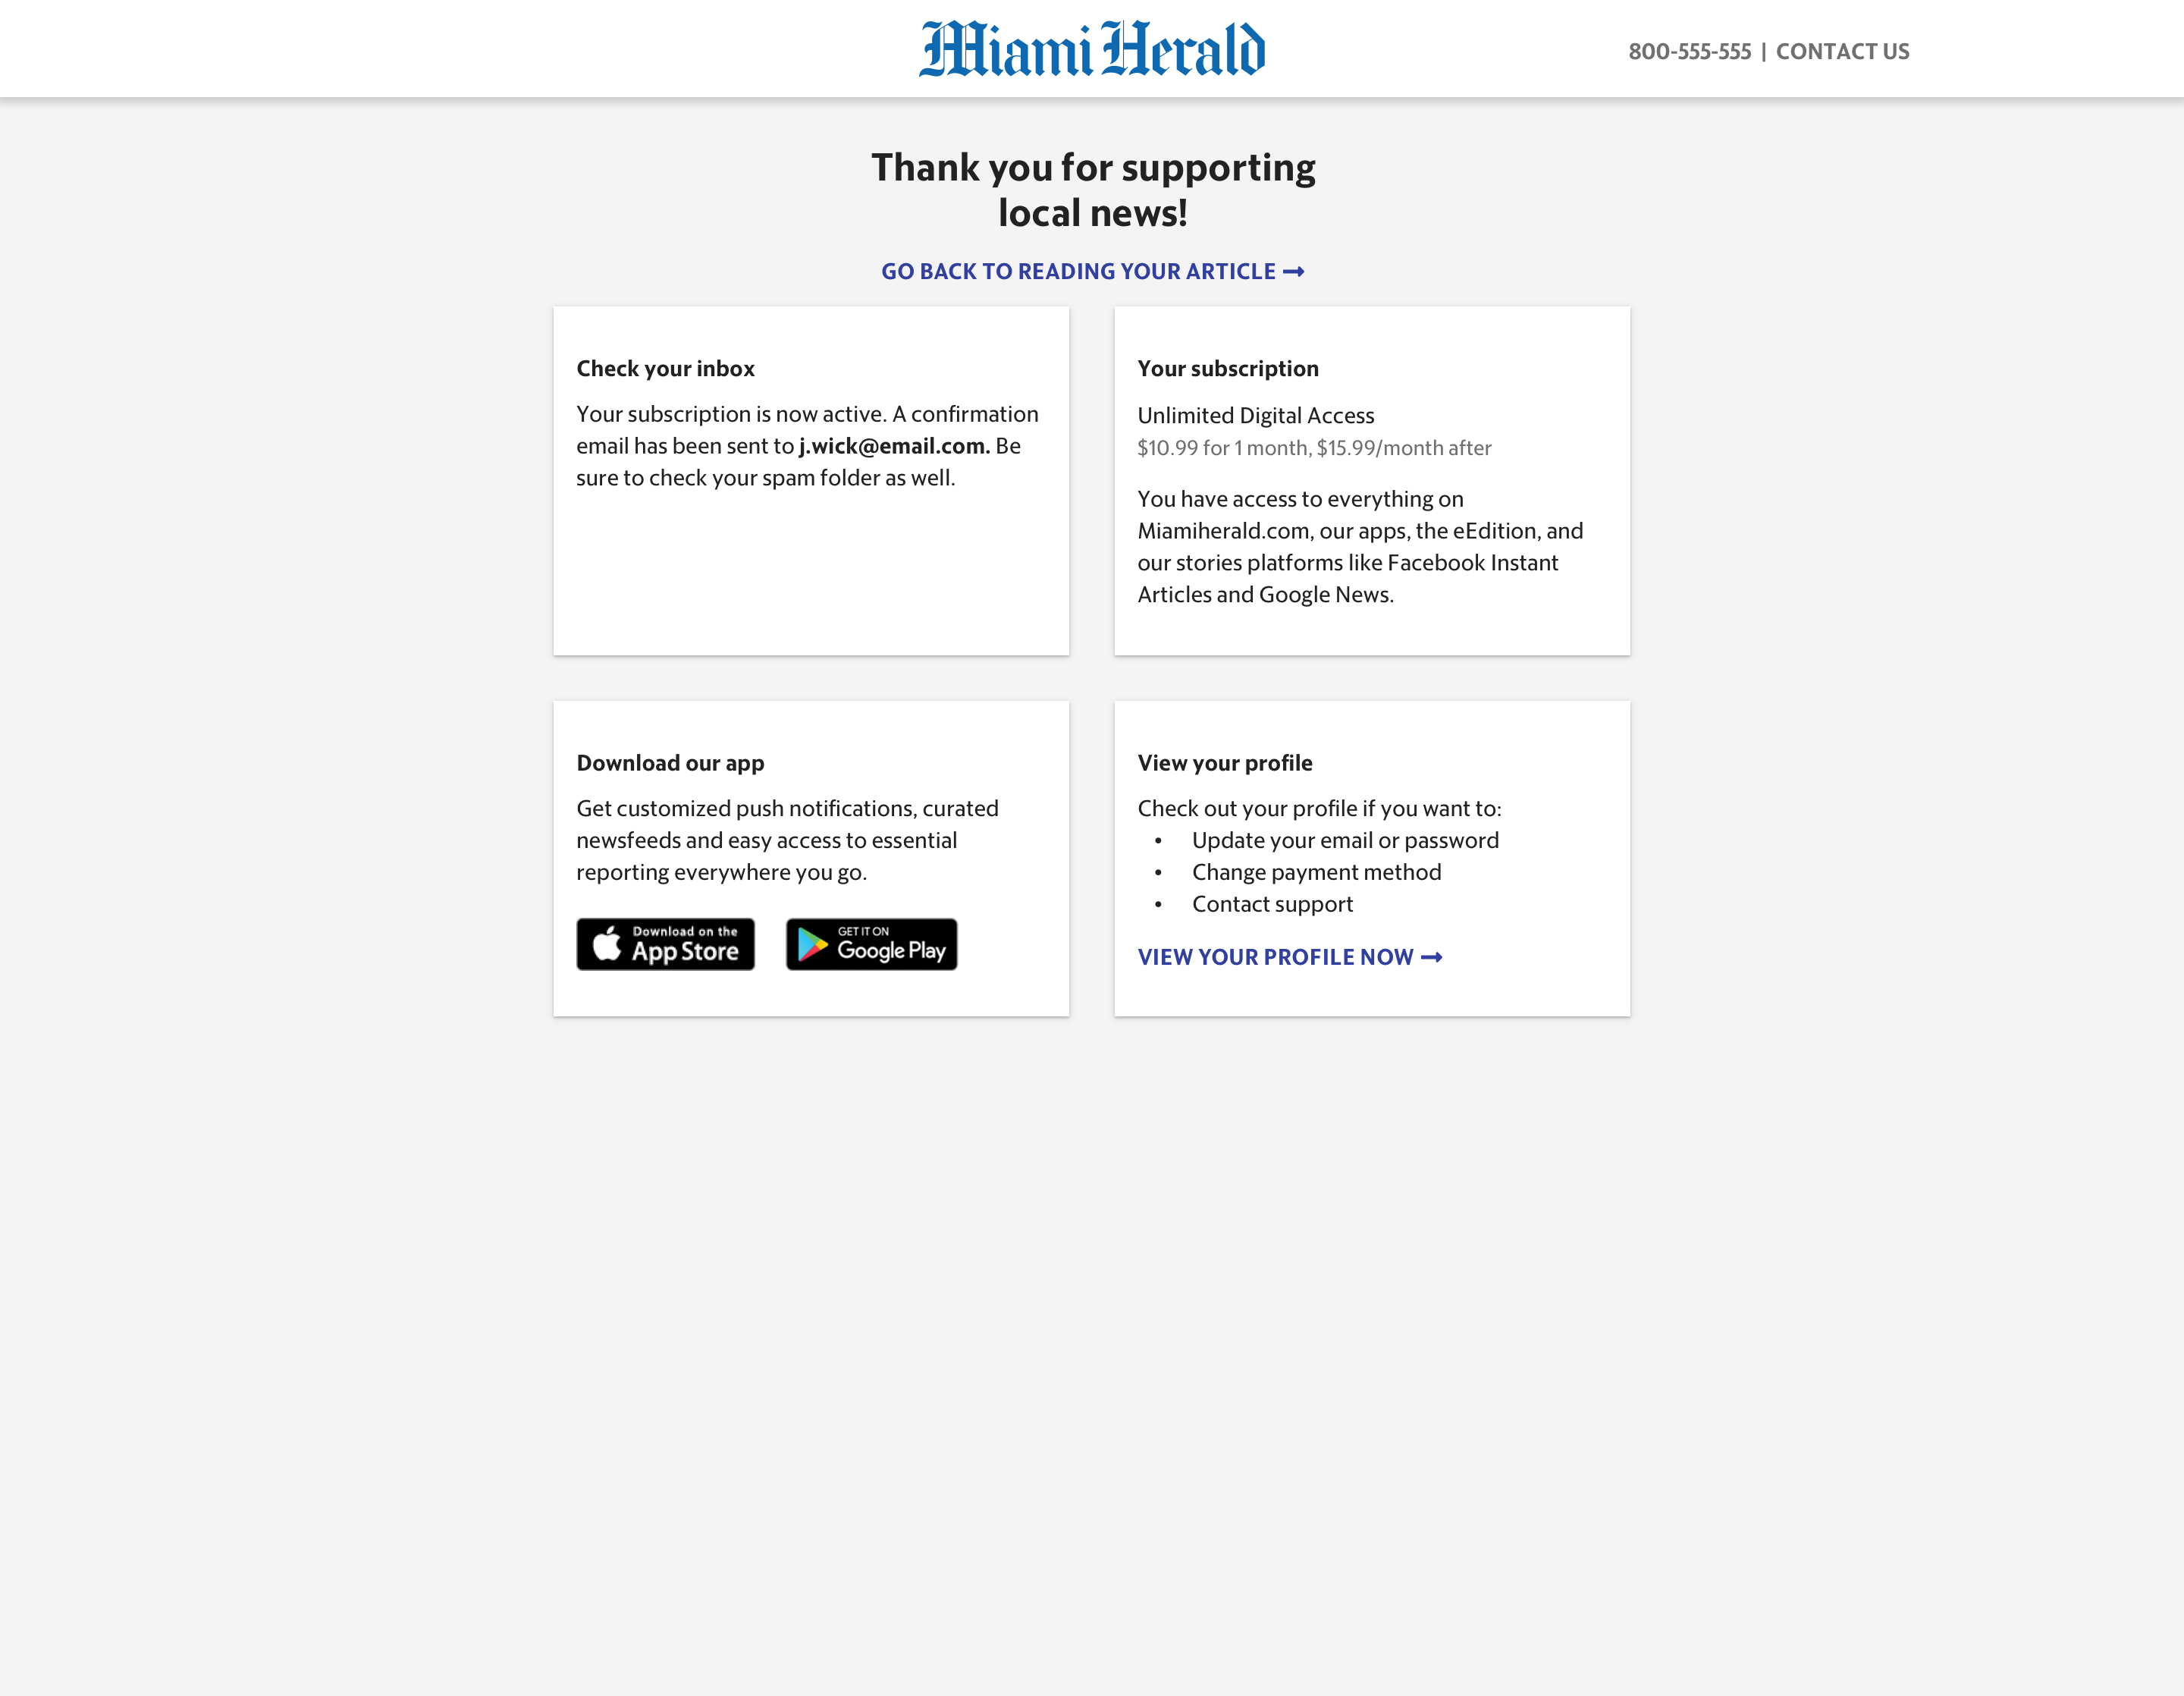 Miami Herald
800-555-555 | CONTACT US
Thank you for supporting
local news!
GO BACK TO READING YOUR ARTICLE →
Check your inbox
Your subscription is now active. A confirmation
email has been sent to j.wick@email.com. Be
sure to check your spam folder as well.
Your subscription
Unlimited Digital Access
$10.99 for 1 month, $15.99/month after
You have access to everything on
Miamiherald.com, our apps, the eEdition, and
our stories platforms like Facebook Instant
Articles and Google News.
Download our app
Get customized push notifications, curated
newsfeeds and easy access to essential
reporting everywhere you go.
Download on the
App Store
GET IT ON
Google Play
View your profile
Check out your profile if you want to:
• Update your email or password
• Change payment method
• Contact support
VIEW YOUR PROFILE NOW →